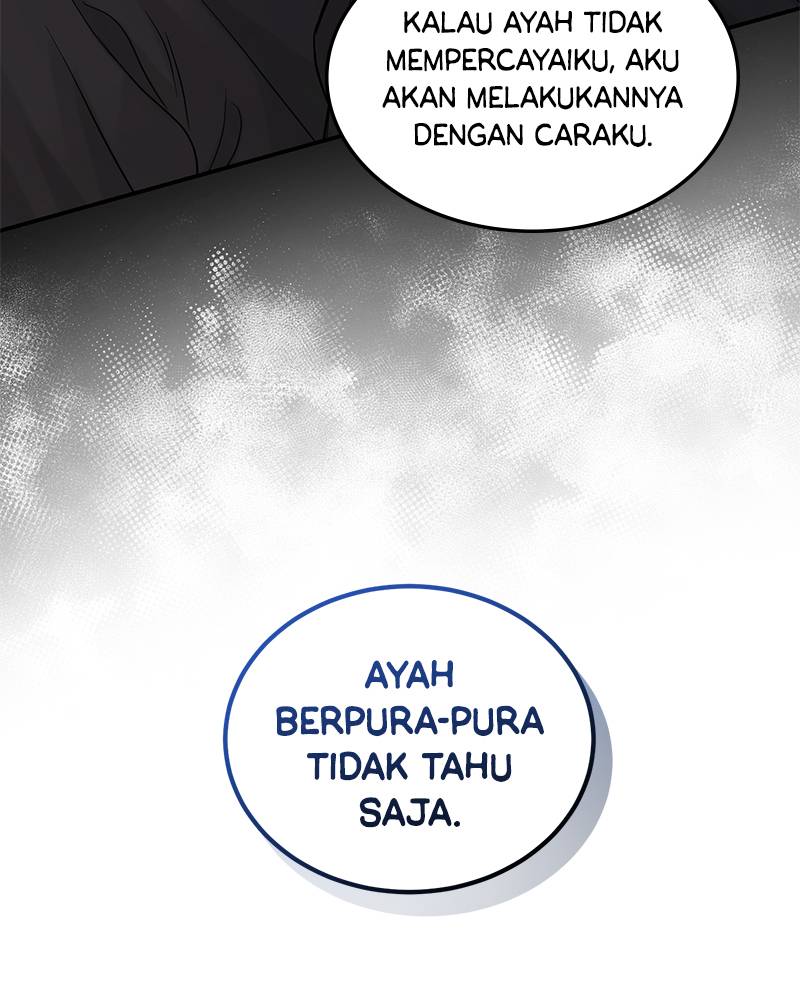 KALAU AYAH TIDAK
MEMPERCAYAIKU, AKU
AKAN MELAKUKANNYA
DENGAN CARAKU.
AYAH
BERPURA-PURA
TIDAK TAHU
SAJA.